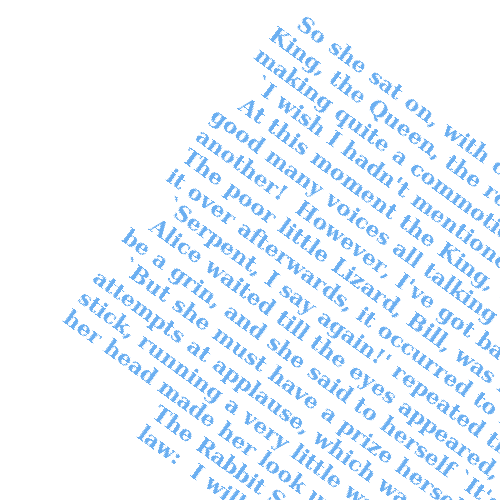 So she sat on, with
King, the Queen, the
making quite a commotio
`I wish I hadn't mentione
At this moment the King,
good many voices all talking
another!  However, I've got
The poor little Lizard, Bill, was
it over afterwards, it occurred to
`Serpent, I say again!' repeated
Alice waited till the eyes appeared,
be a grin, and she said to herself `It's
`But she must have a prize herse
attempts at applause, which wa
stick, running a very little
her head made her look
The Rabbit
law:  I will